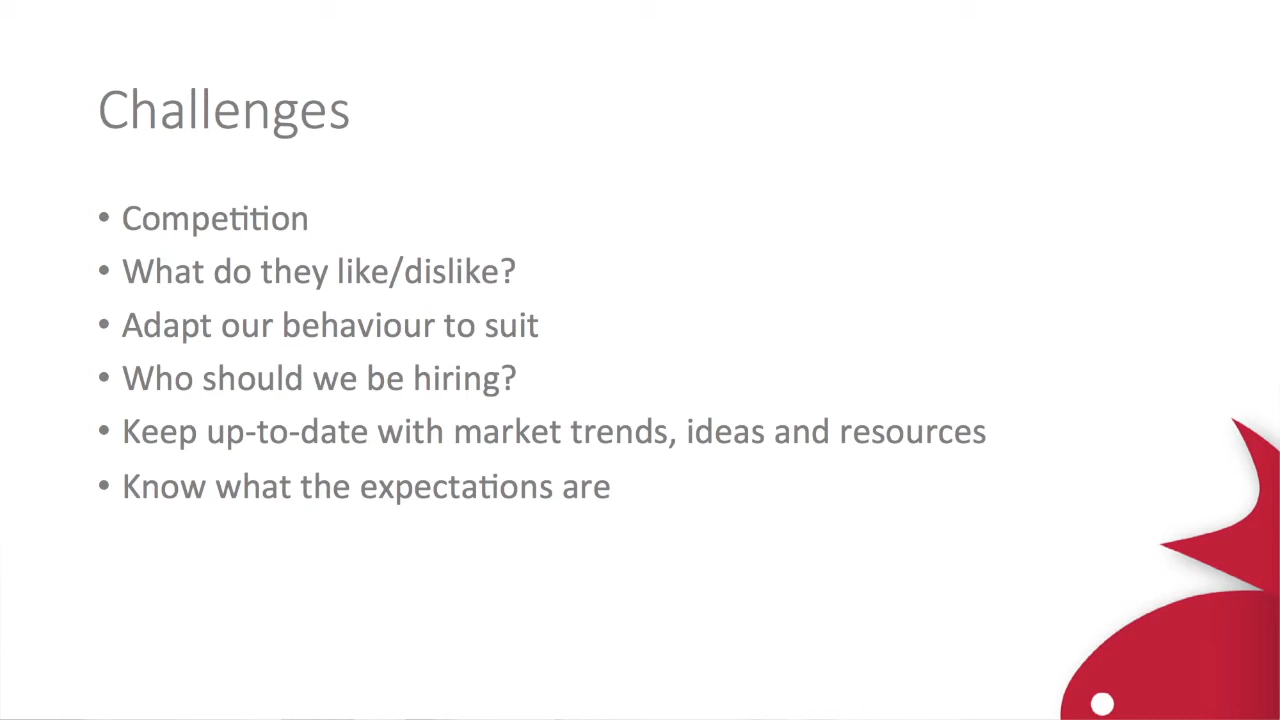 Challenges
• Competition
• What do they like/dislike?
• Adapt our behaviour to suit
• Who should we be hiring?
• Keep up-to-date with market trends, ideas and resources
• Know what the expectations are